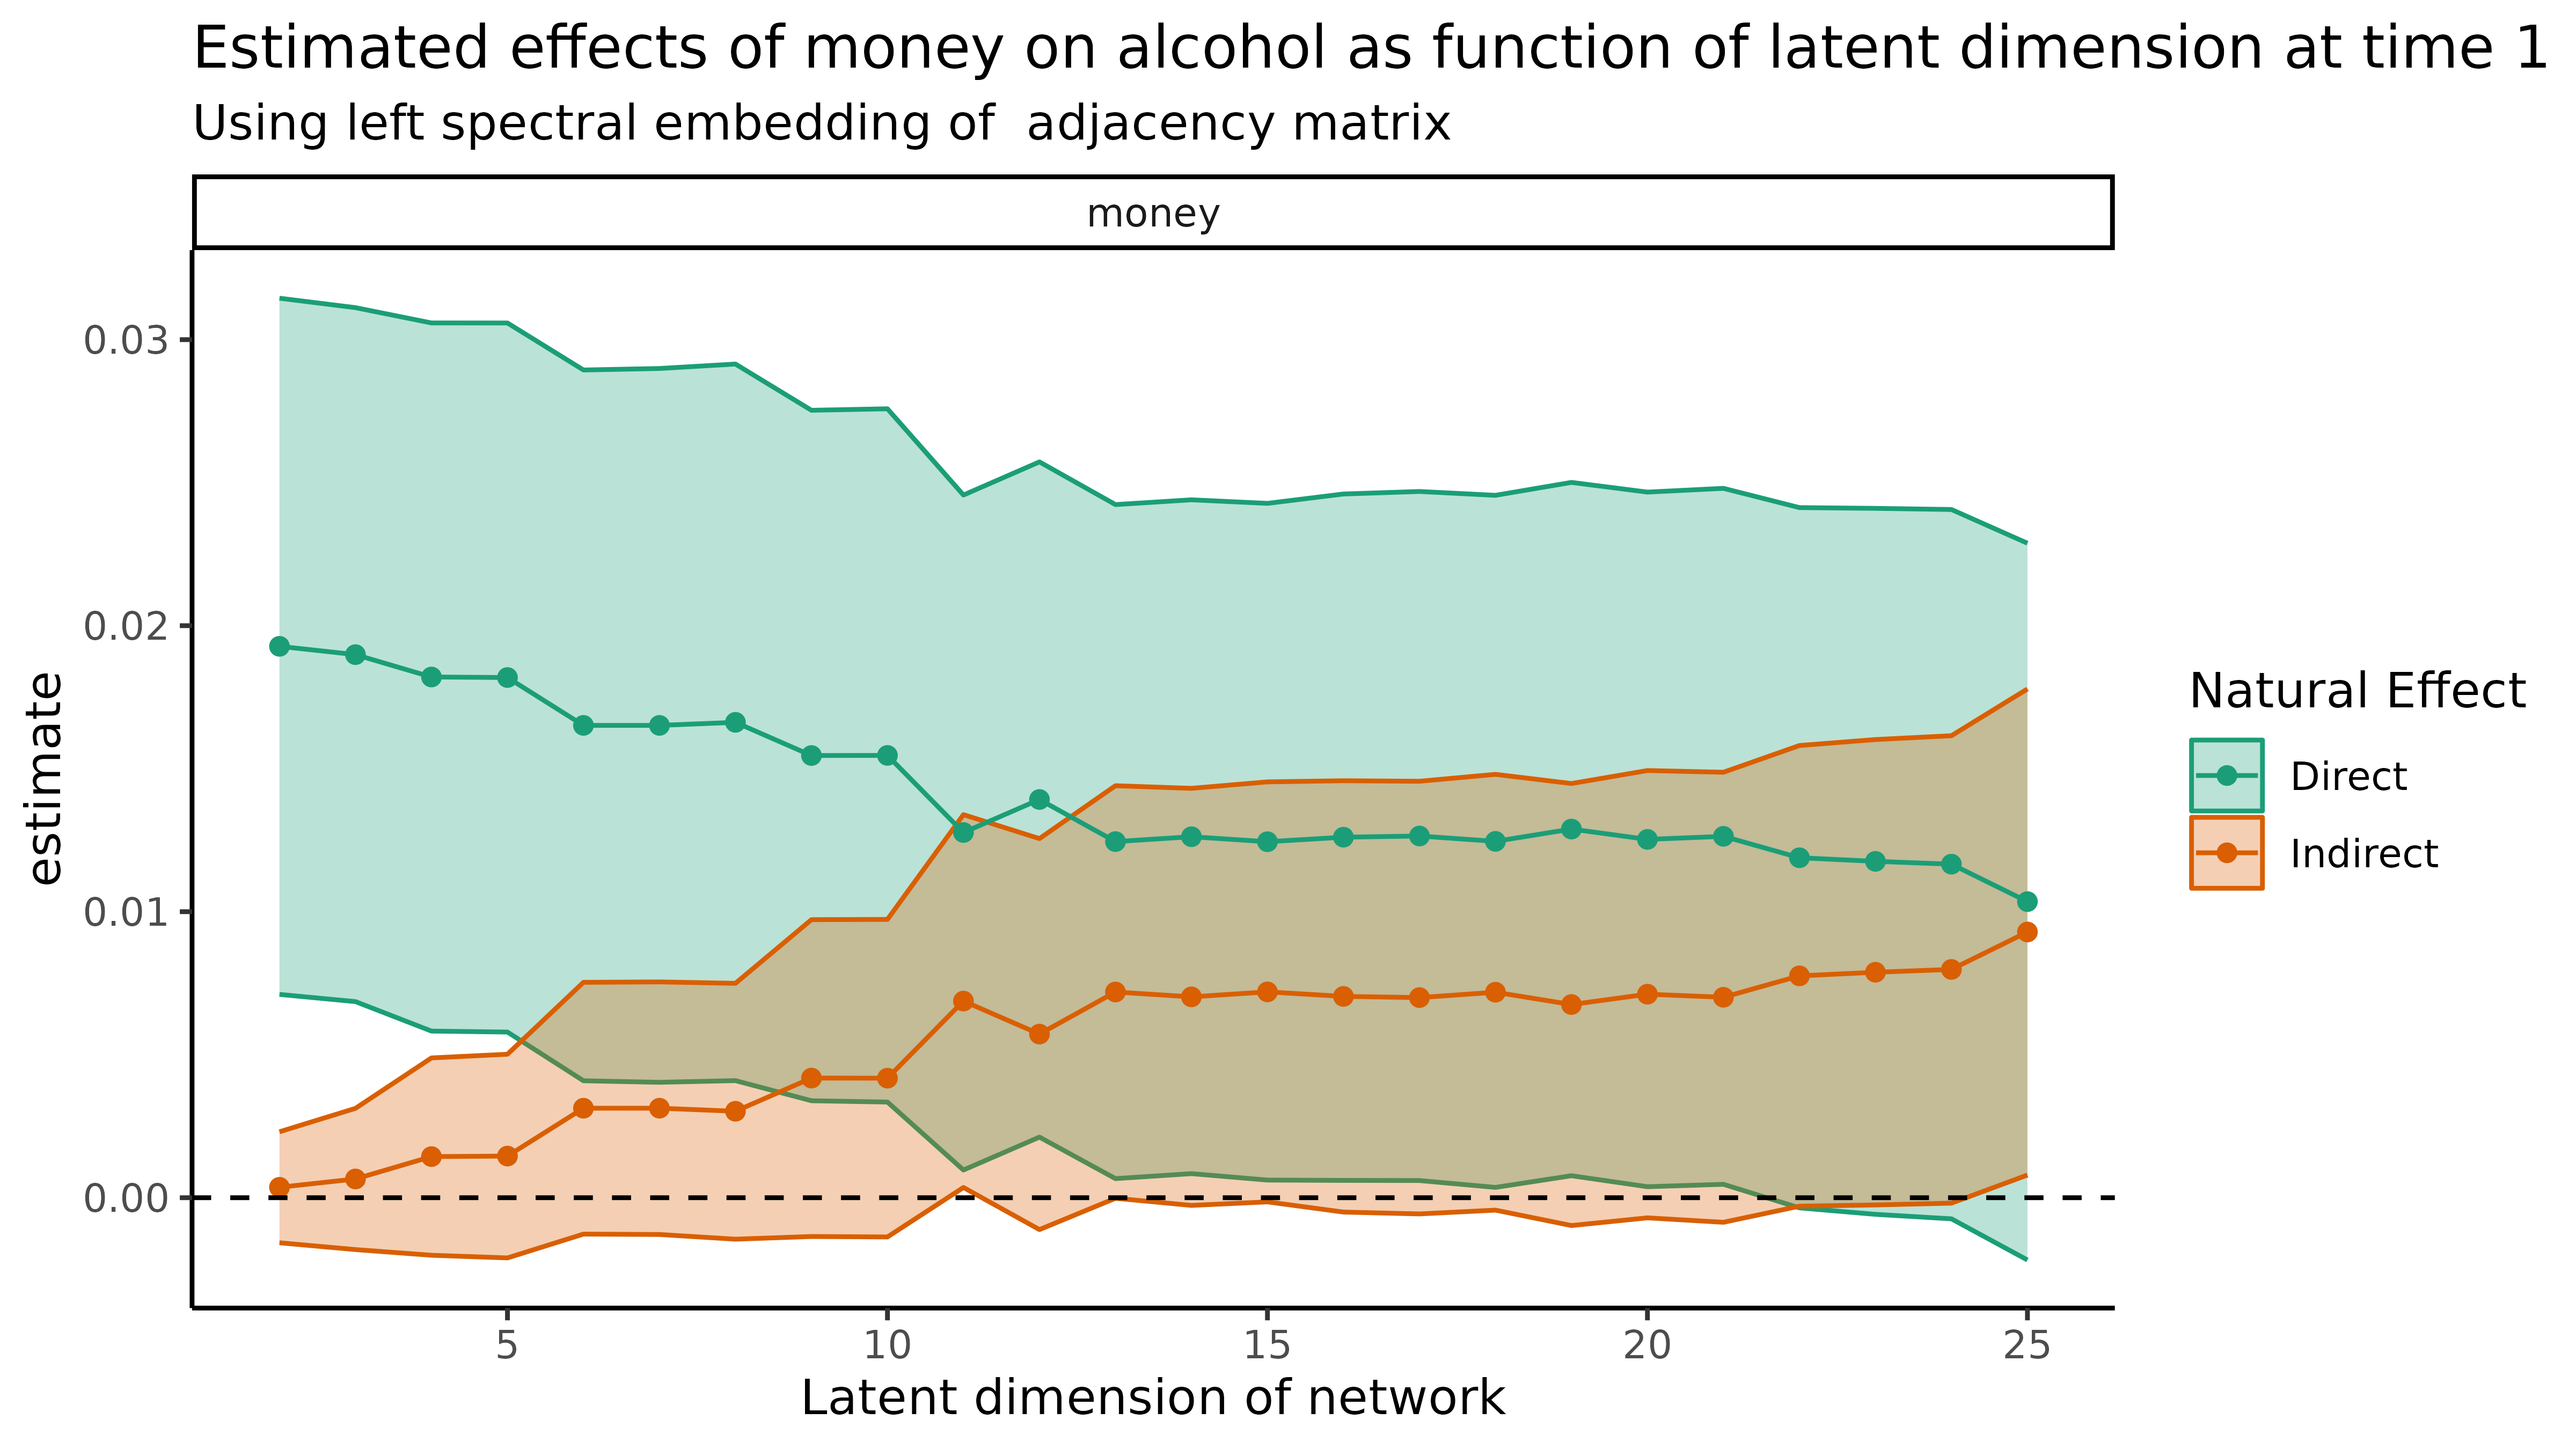 Estimated effects of money on alcohol as function of latent dimension at time 1
Using left spectral embedding of  adjacency matrix
money
0.03
0.02
0.01
0.00
estimate
5
10
15
20
25
Latent dimension of network
Natural Effect
Direct
Indirect